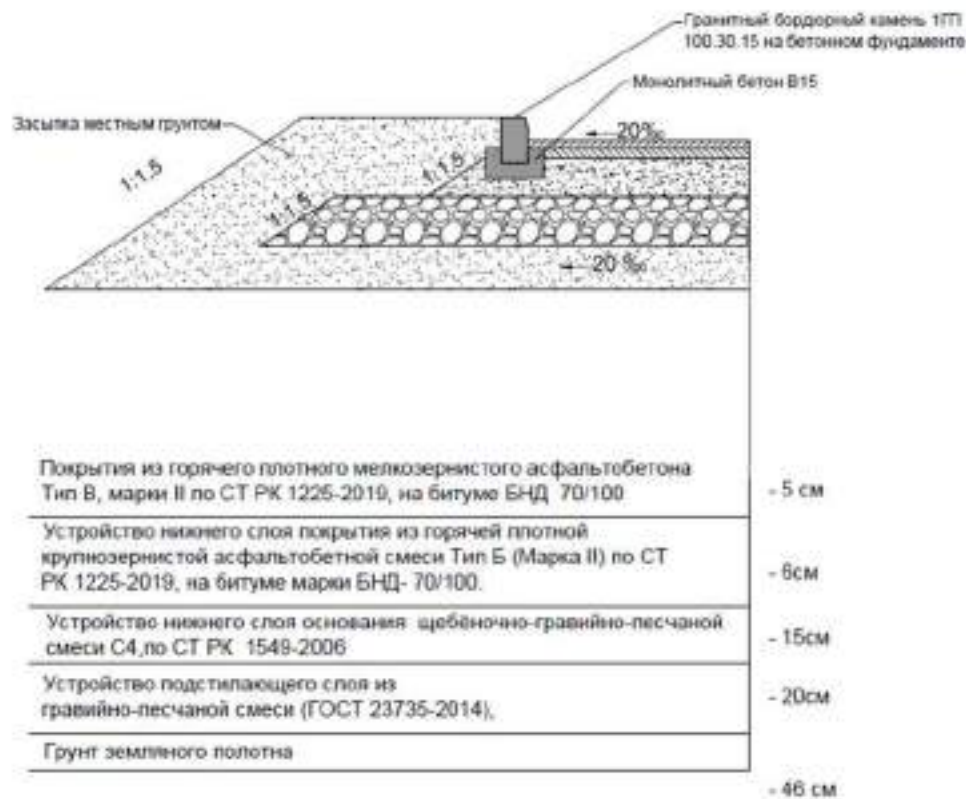 Гранитный бордюрный камень 1ГП
100.30.15 на бетонном фундаменте
Монолитный бетон В15
Засыпка местным грунтом
20‰
1:1.5
1:1.5
1:1.5
20 ‰
Покрытия из горячего плотного мелкозернистого асфальтобетона
Тип В, марки II по СТ РК 1225-2019, на битуме БНД 70/100
- 5 см
Устройство нижнего слоя покрытия из горячей плотной
крупнозернистой асфальтобетной смеси Тип Б (Марка II) по СТ
РК 1225-2019, на битуме марки БНД- 70/100.
- 6см
Устройство нижнего слоя основания щебёночно-гравийно-песчаной
смеси С4,по СТ РК 1549-2006
- 15см
Устройство подстилающего слоя из
гравийно-песчаной смеси (ГОСТ 23735-2014),
- 20см
Грунт земляного полотна
- 46 см